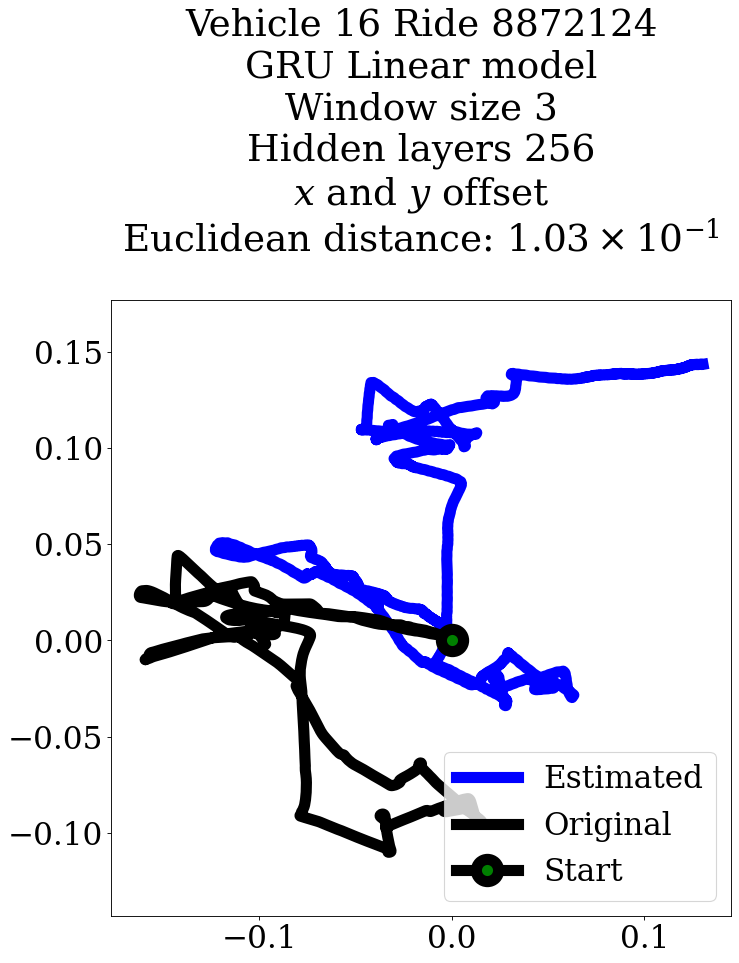 Vehicle 16 Ride 8872124
GRU Linear model
Window size 3
Hidden layers 256
x and y offset
Euclidean distance: 1.03 × 10⁻¹
0.15
0.10
0.05
0.00
−0.05
−0.10
Estimated
Original
Start
−0.1
0.0
0.1